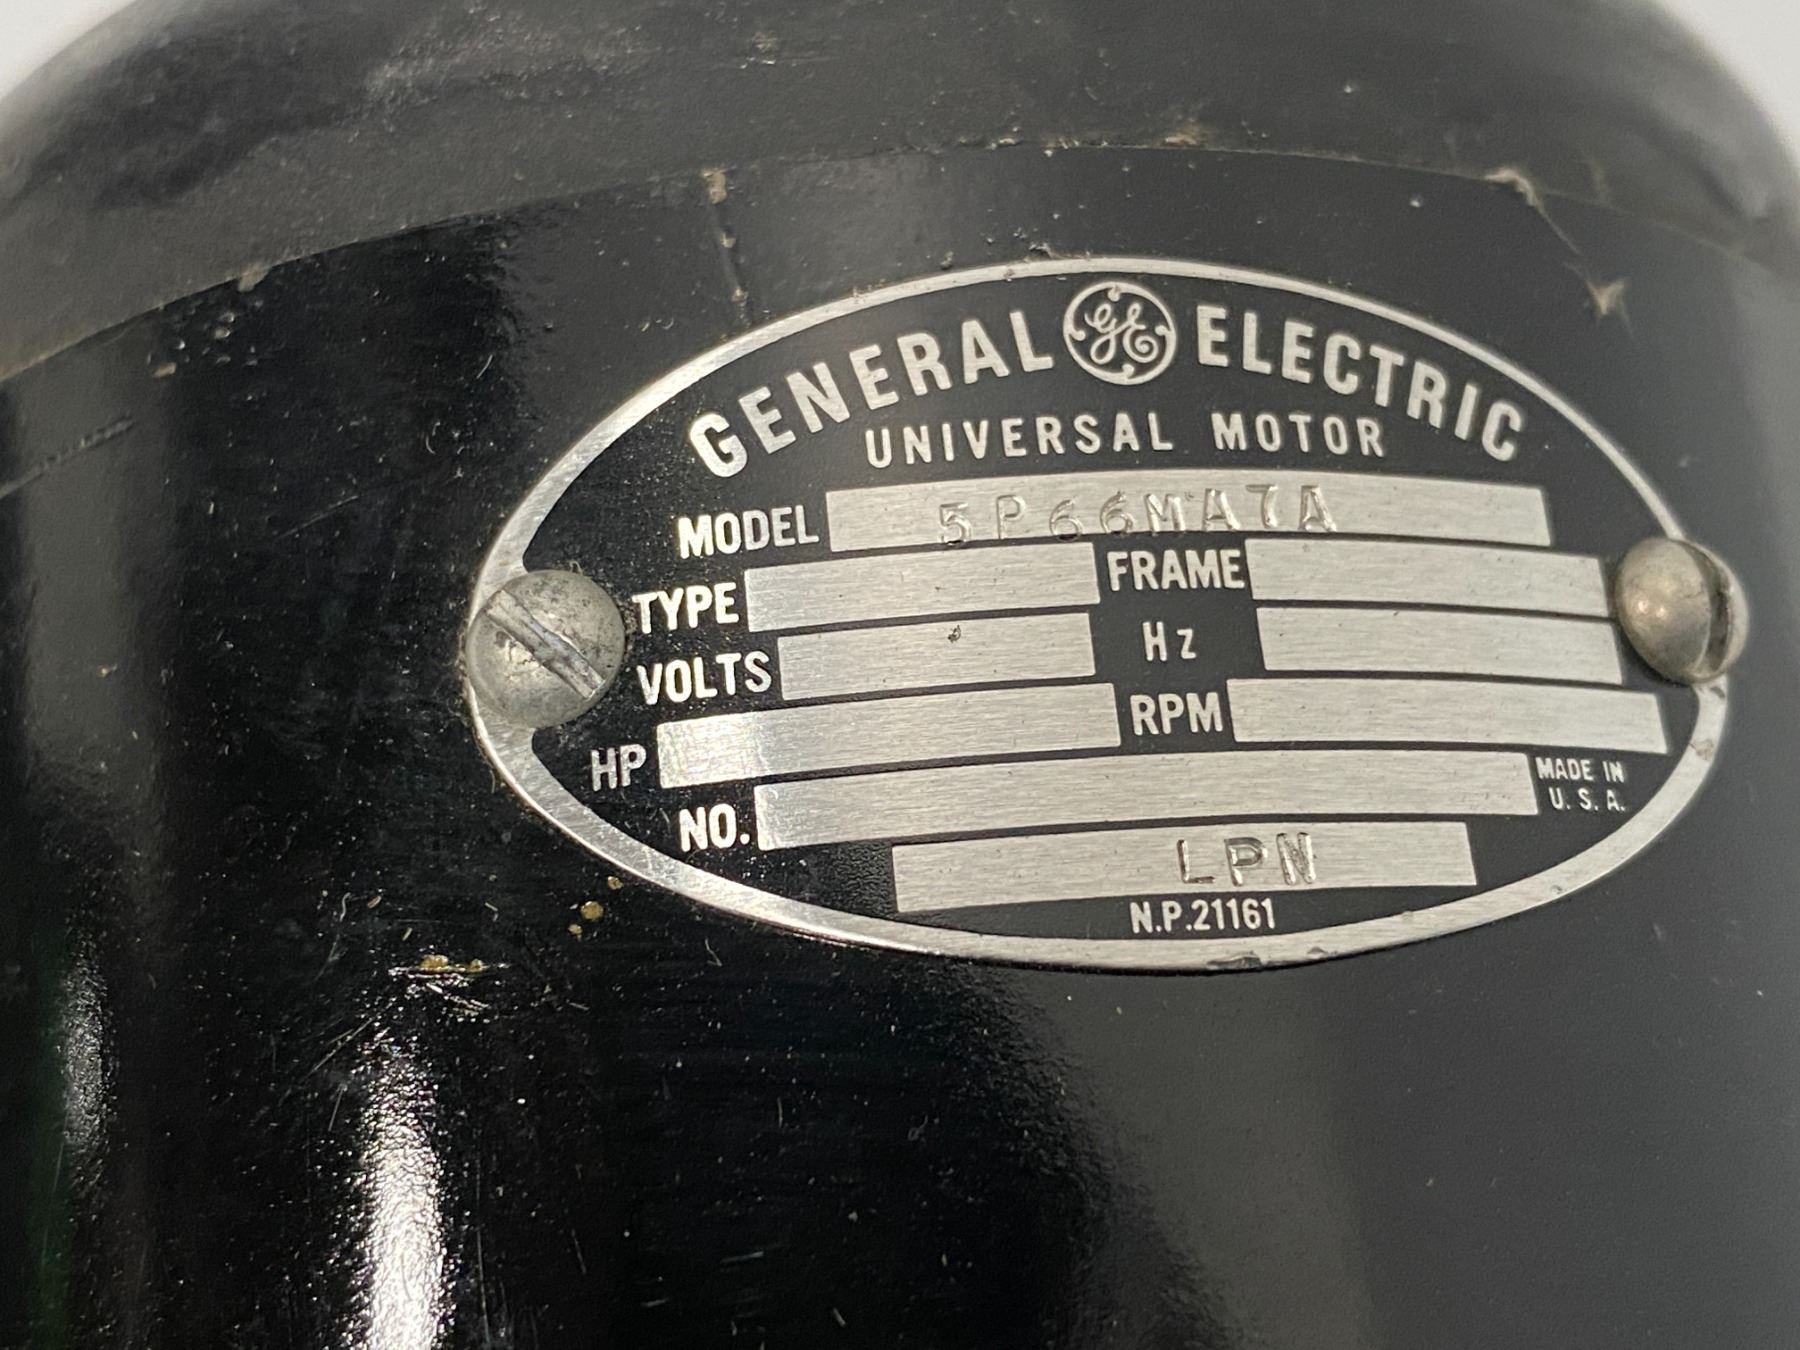 GENERAL GE ELECTRIC
UNIVERSAL MOTOR
MODEL 5P66MA7A
TYPE FRAME
VOLTS Hz
HP RPM
NO. MADE IN U.S.A.
LPN
N.P.21161